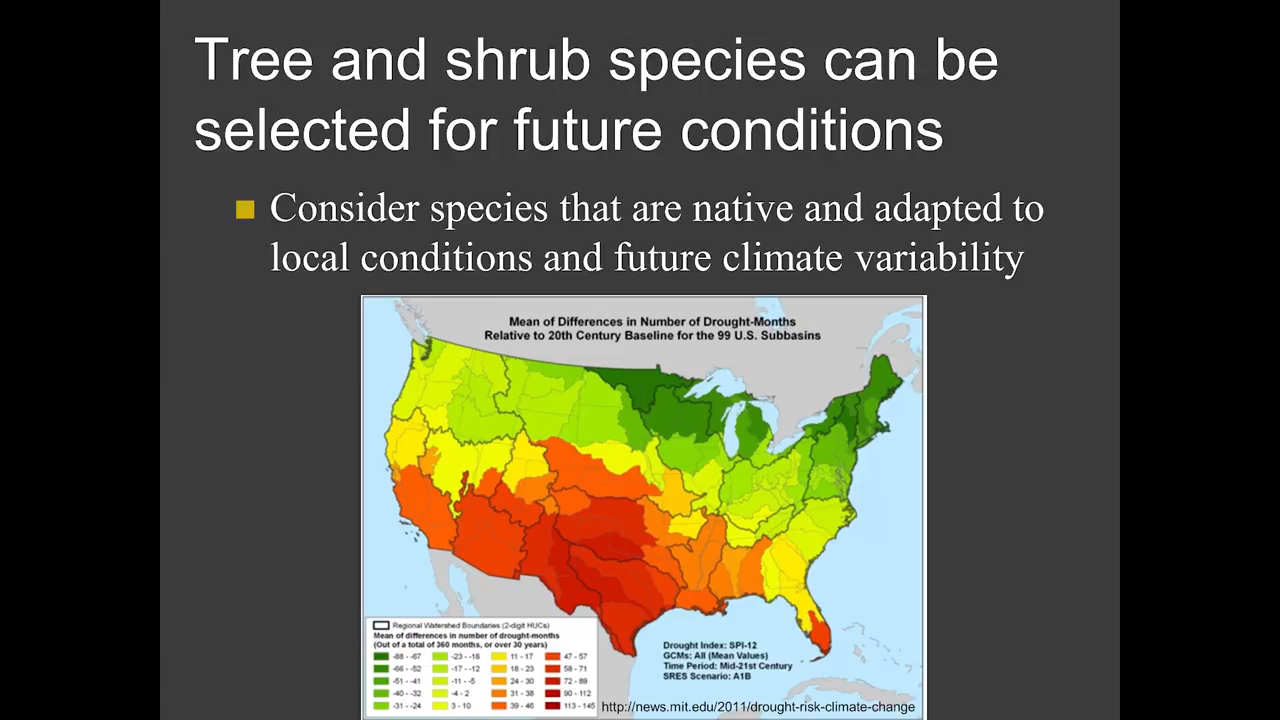 Tree and shrub species can be
selected for future conditions
Consider species that are native and adapted to
local conditions and future climate variability
Mean of Differences in Number of Drought-Months
Relative to 20th Century Baseline for the 99 U.S. Subbasins
Regional Watershed Boundaries (2-digit HUCs)
Mean of differences in number of drought-months
(Out of a total of 360 months, or over 30 years)
-88 - -67 -23 - -18 11 - 17 47 - 57
-66 - -52 -17 - -12 18 - 23 58 - 71
-51 - -41 -11 - -5 24 - 30 72 - 89
-40 - -32 -4 - 2 31 - 38 90 - 112
-31 - -24 3 - 10 39 - 46 113 - 145
Drought Index: SPI-12
GCMs: All (Mean Values)
Time Period: Mid-21st Century
SRES Scenario: A1B
http://news.mit.edu/2011/drought-risk-climate-change